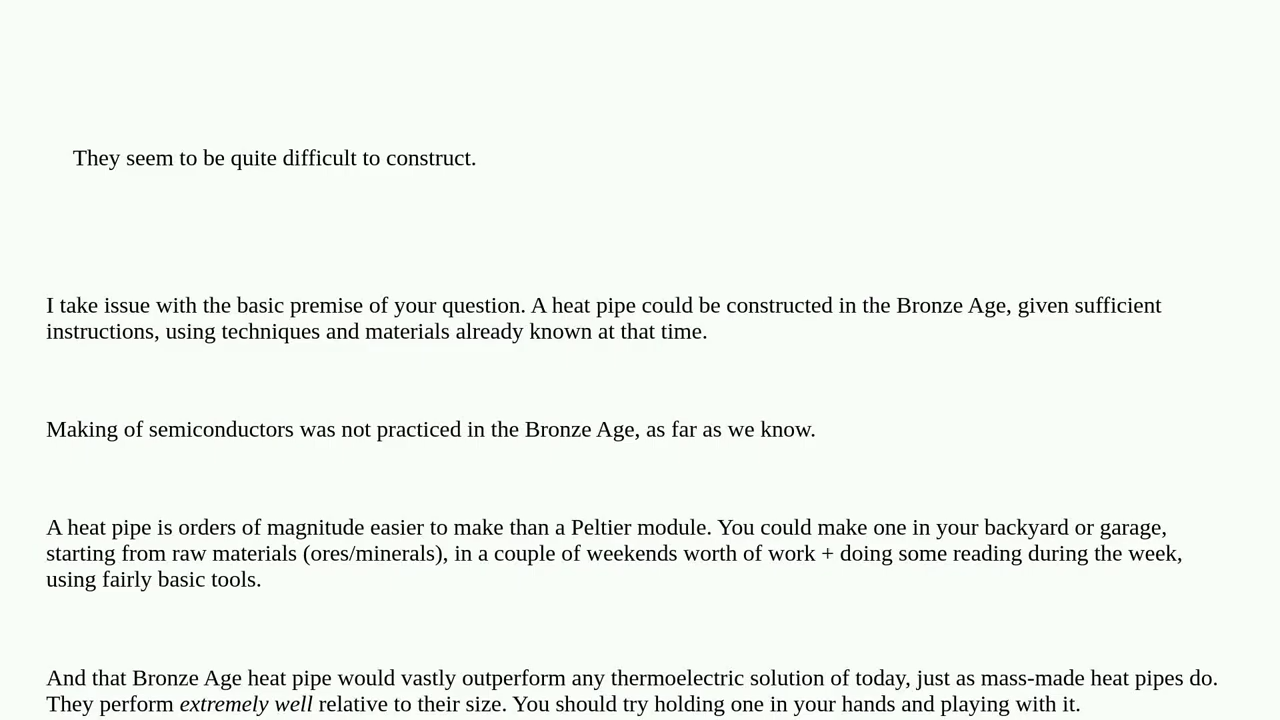 They seem to be quite difficult to construct.
I take issue with the basic premise of your question. A heat pipe could be constructed in the Bronze Age, given sufficient
instructions, using techniques and materials already known at that time.
Making of semiconductors was not practiced in the Bronze Age, as far as we know.
A heat pipe is orders of magnitude easier to make than a Peltier module. You could make one in your backyard or garage,
starting from raw materials (ores/minerals), in a couple of weekends worth of work + doing some reading during the week,
using fairly basic tools.
And that Bronze Age heat pipe would vastly outperform any thermoelectric solution of today, just as mass-made heat pipes do.
They perform extremely well relative to their size. You should try holding one in your hands and playing with it.